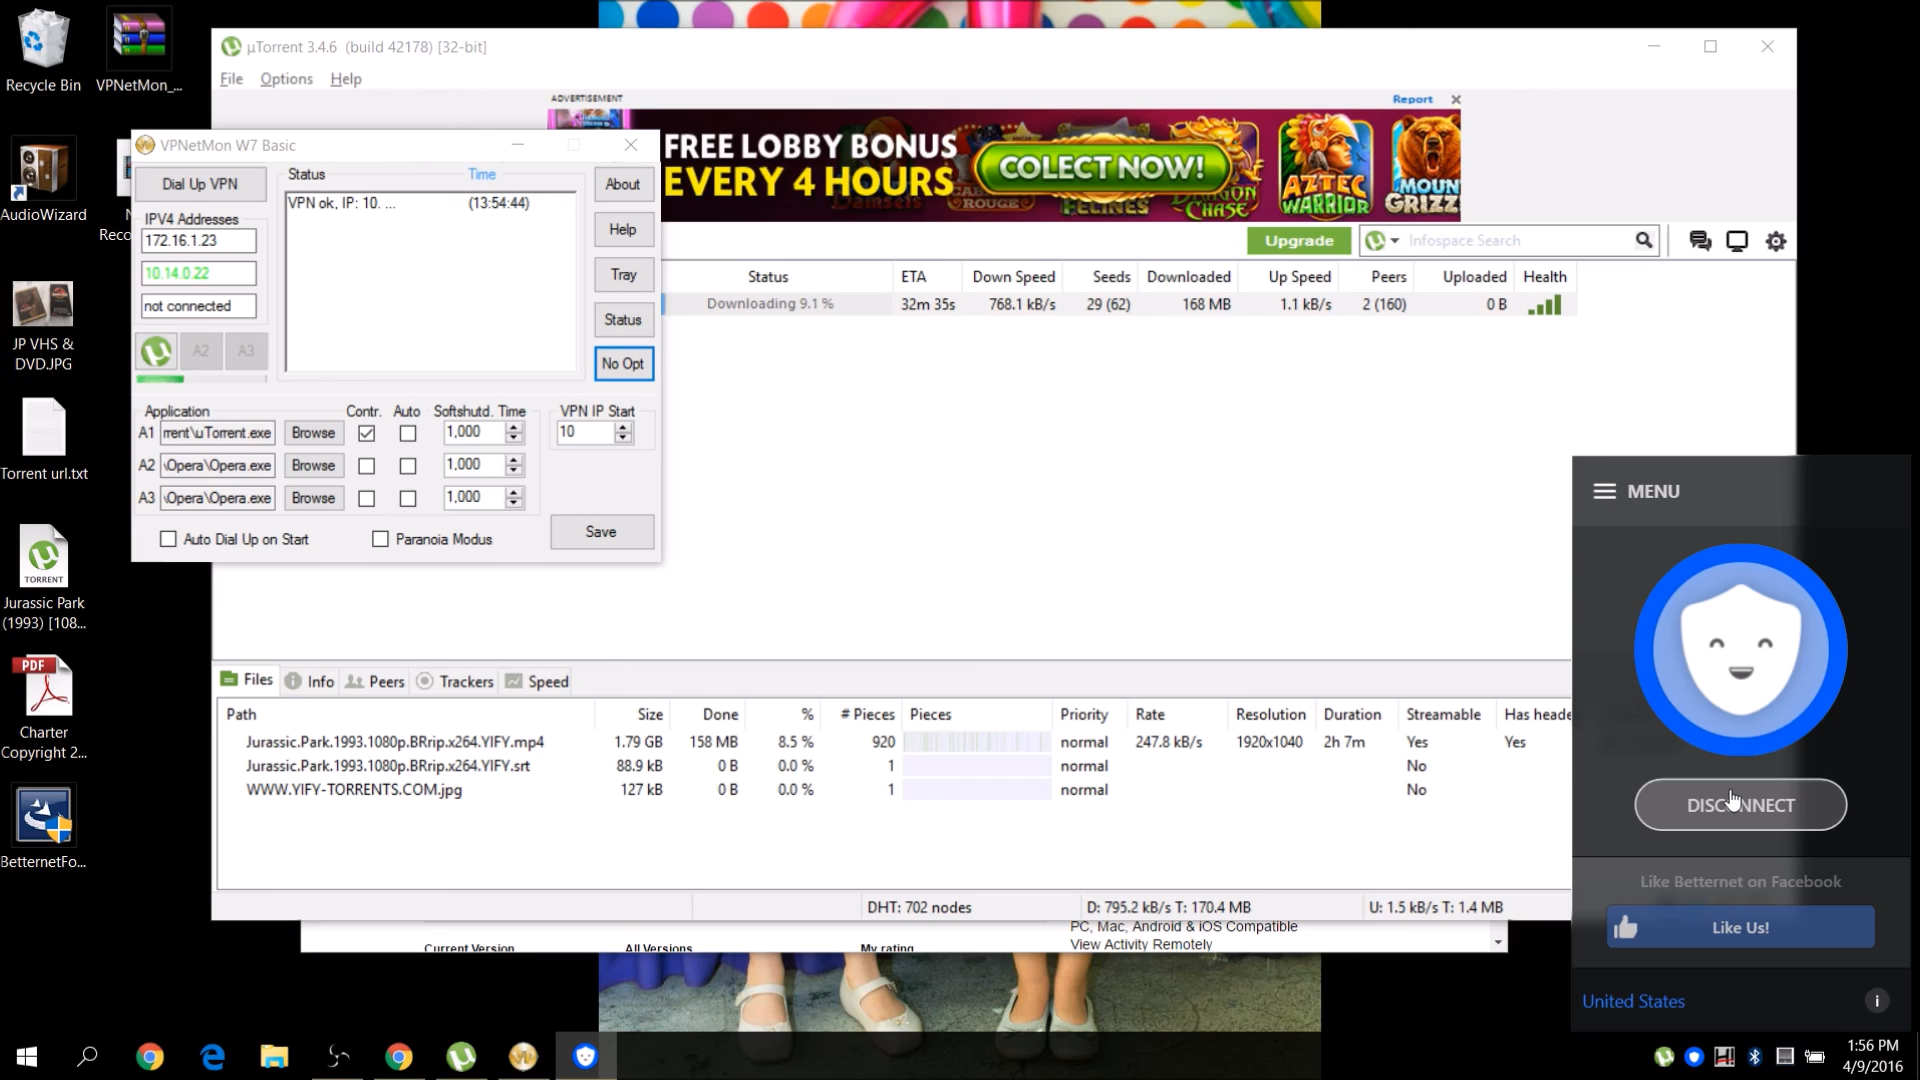 Recycle Bin
VPNetMon_...
AudioWizard
Reco
JP VHS &
DVD.JPG
Torrent url.txt
TORRENT
Jurassic Park
(1993) [108...
PDF
Charter
Copyright 2...
BetternetFo...
µTorrent 3.4.6 (build 42178) [32-bit]
File Options Help
ADVERTISEMENT
Report
FREE LOBBY BONUS
EVERY 4 HOURS
COLECT NOW!
ROUGE
FELINES
DRAGON
CHASE
AZTEC
WARRIOR
MOUN
GRIZZ
Upgrade
Infospace Search
Status ETA Down Speed Seeds Downloaded Up Speed Peers Uploaded Health
Downloading 9.1 % 32m 35s 768.1 kB/s 29 (62) 168 MB 1.1 kB/s 2 (160) 0 B
VPNetMon W7 Basic
Dial Up VPN
Status Time
VPN ok, IP: 10. ... (13:54:44)
IPV4 Addresses
172.16.1.23
10.14.0.22
not connected
A2 A3
About
Help
Tray
Status
No Opt
Application Contr. Auto Softshutd. Time VPN IP Start
A1 rrent\uTorrent.exe Browse 1,000 10
A2 \Opera\Opera.exe Browse 1,000
A3 \Opera\Opera.exe Browse 1,000
Auto Dial Up on Start Paranoia Modus Save
Files Info Peers Trackers Speed
Path Size Done % # Pieces Pieces Priority Rate Resolution Duration Streamable Has heade
Jurassic.Park.1993.1080p.BRrip.x264.YIFY.mp4 1.79 GB 158 MB 8.5 % 920 normal 247.8 kB/s 1920x1040 2h 7m Yes Yes
Jurassic.Park.1993.1080p.BRrip.x264.YIFY.srt 88.9 kB 0 B 0.0 % 1 normal No
WWW.YIFY-TORRENTS.COM.jpg 127 kB 0 B 0.0 % 1 normal No
DHT: 702 nodes D: 795.2 kB/s T: 170.4 MB U: 1.5 kB/s T: 1.4 MB
PC, Mac, Android & iOS Compatible
View Activity Remotely
Current Version All Versions My rating
MENU
DISCONNECT
Like Betternet on Facebook
Like Us!
United States
1:56 PM
4/9/2016